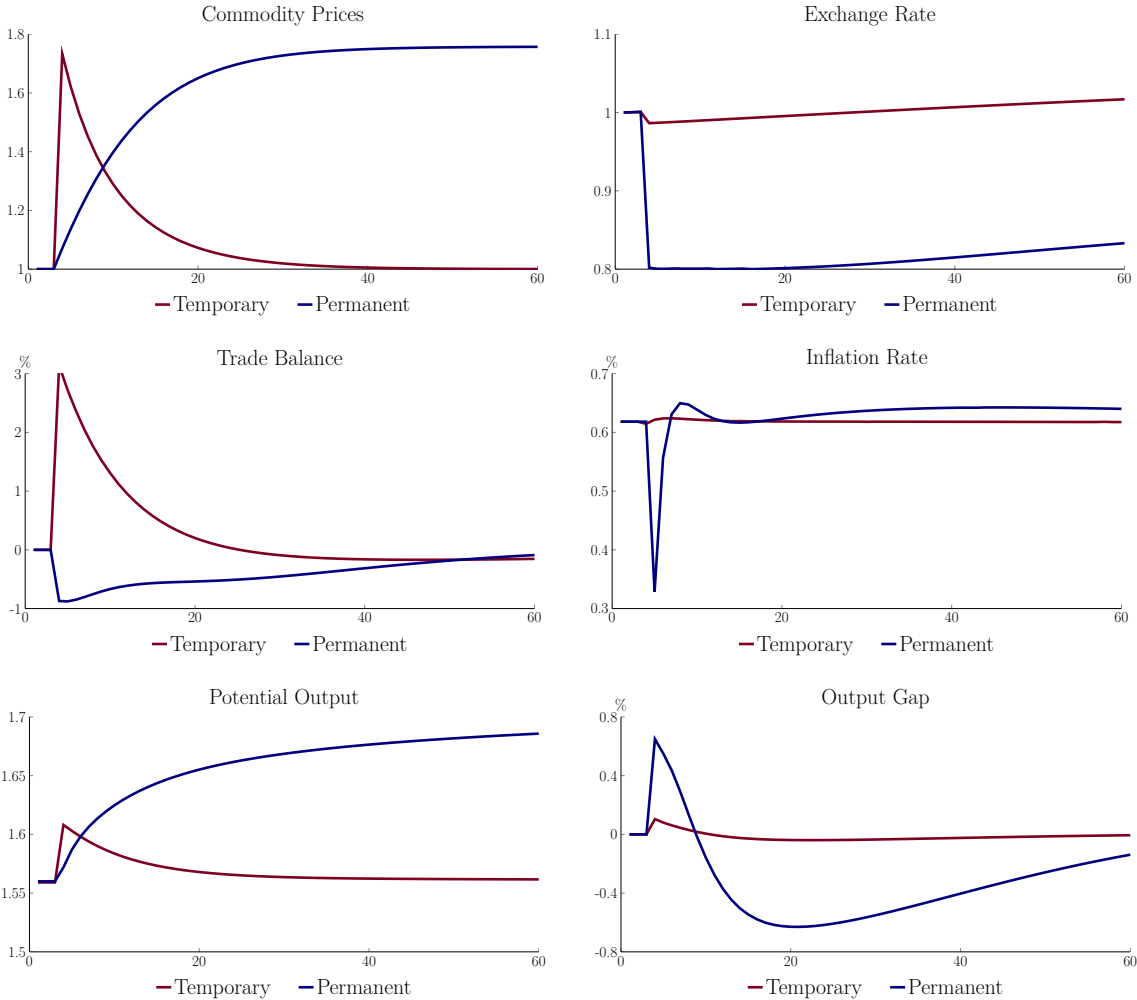 Commodity Prices
1.8
1.6
1.4
1.2
1
0 20 40 60
Temporary Permanent
Exchange Rate
1.1
1
0.9
0.8
0 20 40 60
Temporary Permanent
Trade Balance
%
3
2
1
0
-1
0 20 40 60
Temporary Permanent
Inflation Rate
%
0.7
0.6
0.5
0.4
0.3
0 20 40 60
Temporary Permanent
Potential Output
1.7
1.65
1.6
1.55
1.5
0 20 40 60
Temporary Permanent
Output Gap
%
0.8
0.4
0
-0.4
-0.8
0 20 40 60
Temporary Permanent